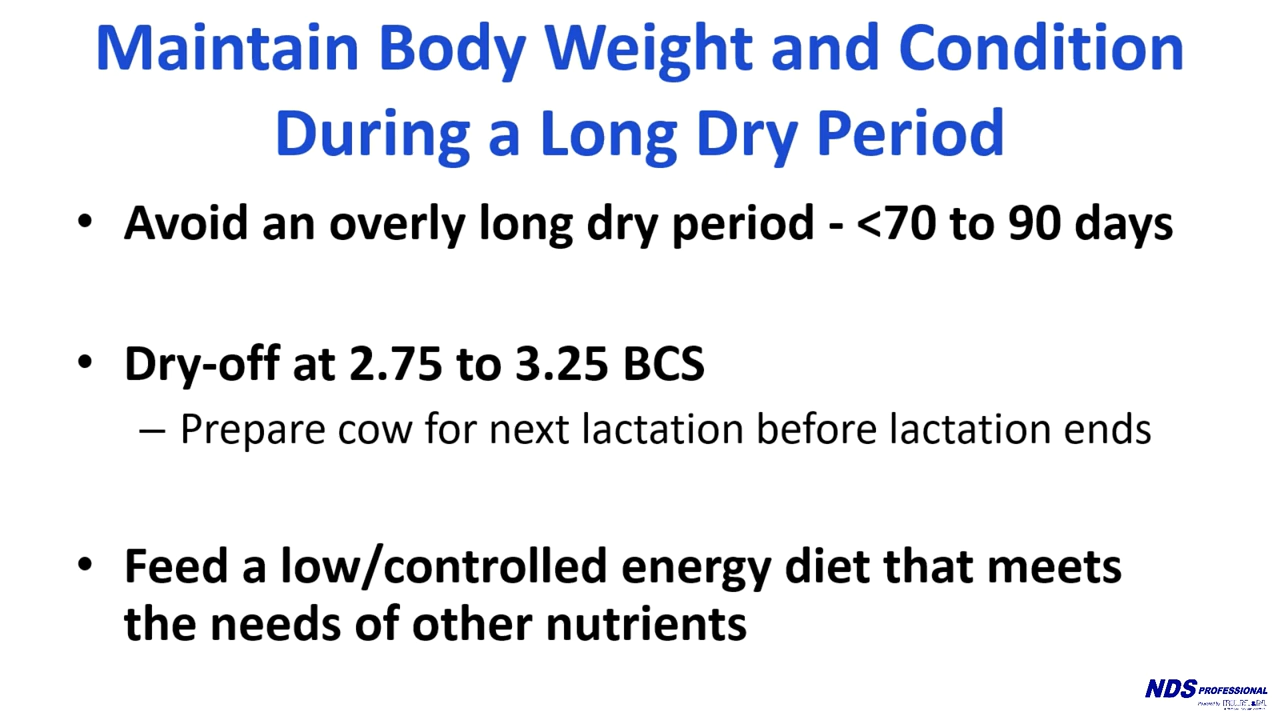 Maintain Body Weight and Condition
During a Long Dry Period
• Avoid an overly long dry period - <70 to 90 days
• Dry-off at 2.75 to 3.25 BCS
– Prepare cow for next lactation before lactation ends
• Feed a low/controlled energy diet that meets
the needs of other nutrients
NDS PROFESSIONAL